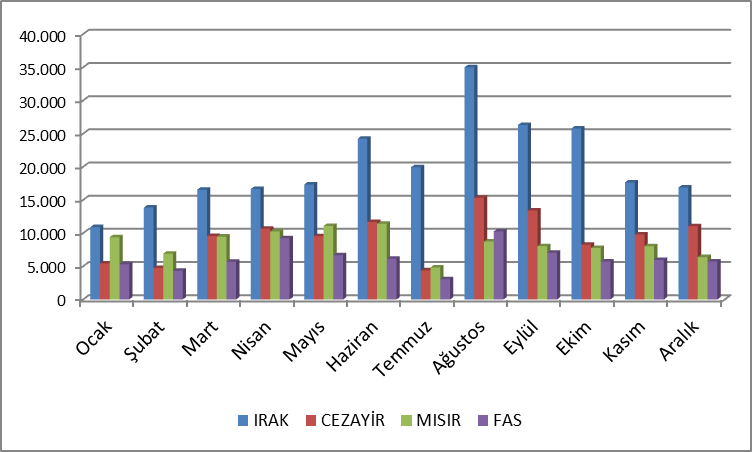 40.000
35.000
30.000
25.000
20.000
15.000
10.000
5.000
0
Ocak
Şubat
Mart
Nisan
Mayıs
Haziran
Temmuz
Ağustos
Eylül
Ekim
Kasım
Aralık
IRAK CEZAYİR MISIR FAS